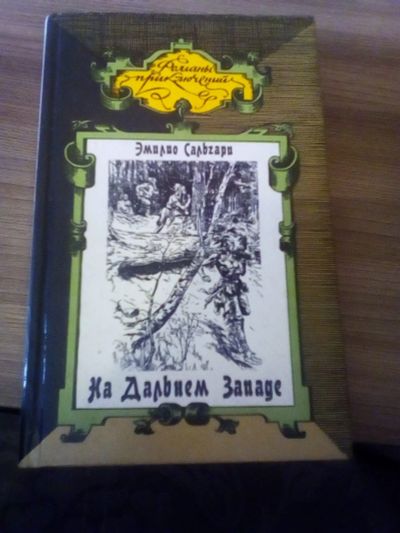 Романы
приключений
Эмилио Сальгари
На Дальнем Западе